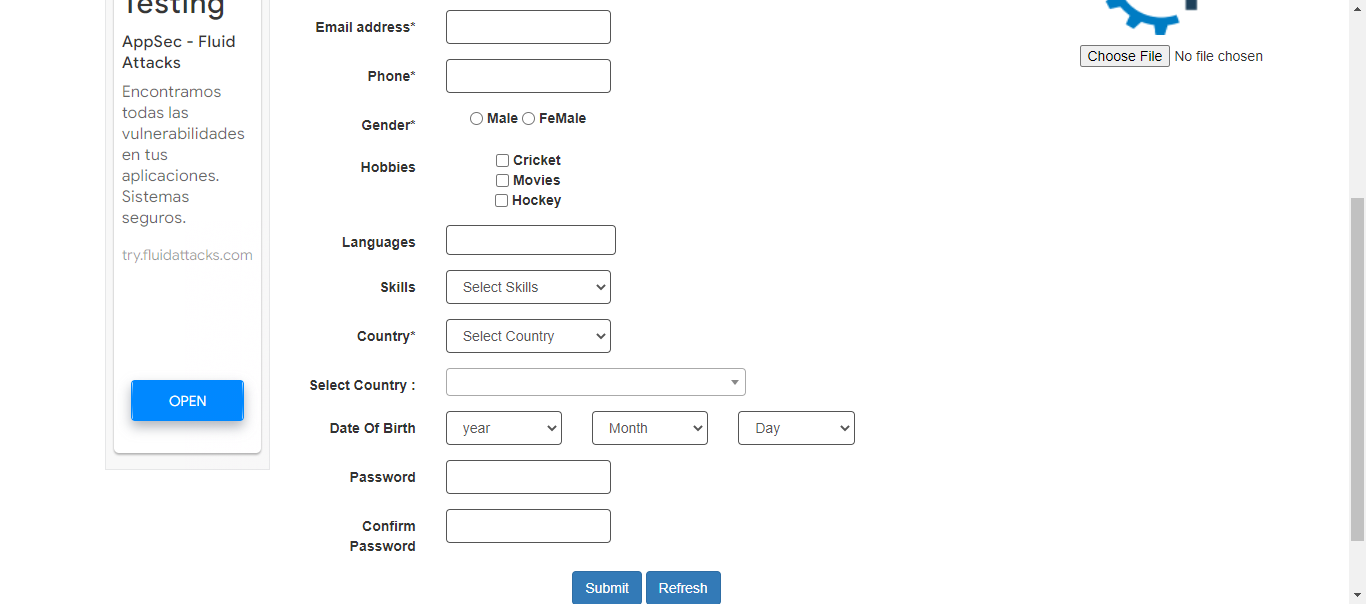 Testing
AppSec - Fluid
Attacks
Encontramos
todas las
vulnerabilidades
en tus
aplicaciones.
Sistemas
seguros.
try.fluidattacks.com
OPEN
Email address*
Phone*
Gender*
Male FeMale
Hobbies
Cricket
Movies
Hockey
Languages
Skills
Select Skills
Country*
Select Country
Select Country :
Date Of Birth
year Month Day
Password
Confirm
Password
Submit Refresh
Choose File No file chosen